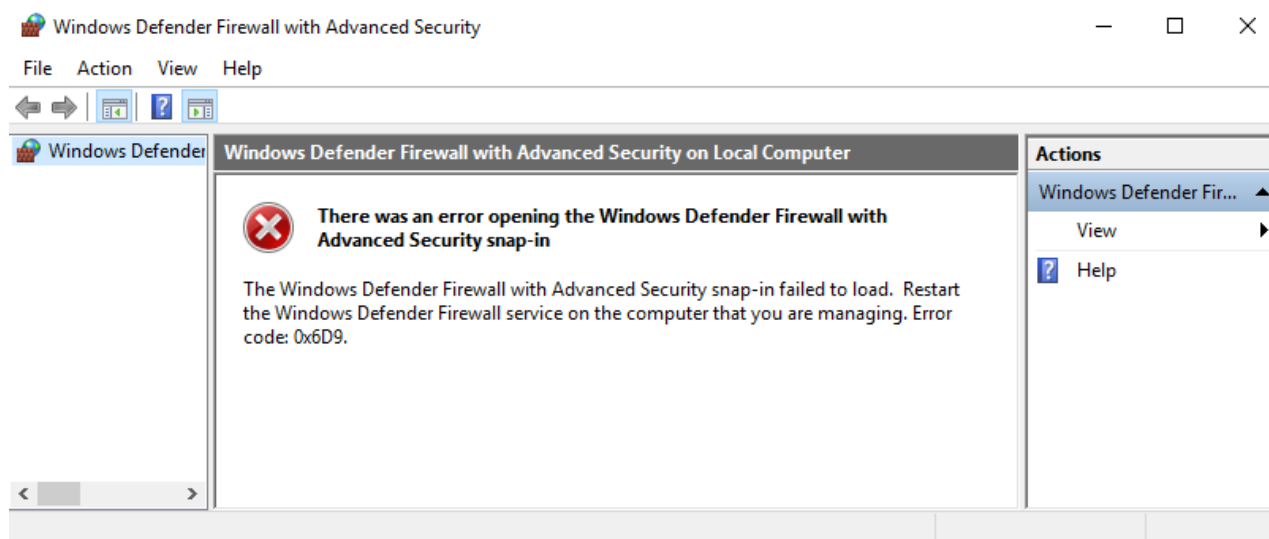 Windows Defender Firewall with Advanced Security
File Action View Help
Windows Defender
Windows Defender Firewall with Advanced Security on Local Computer
There was an error opening the Windows Defender Firewall with
Advanced Security snap-in
The Windows Defender Firewall with Advanced Security snap-in failed to load. Restart
the Windows Defender Firewall service on the computer that you are managing. Error
code: 0x6D9.
Actions
Windows Defender Fir...
View
Help